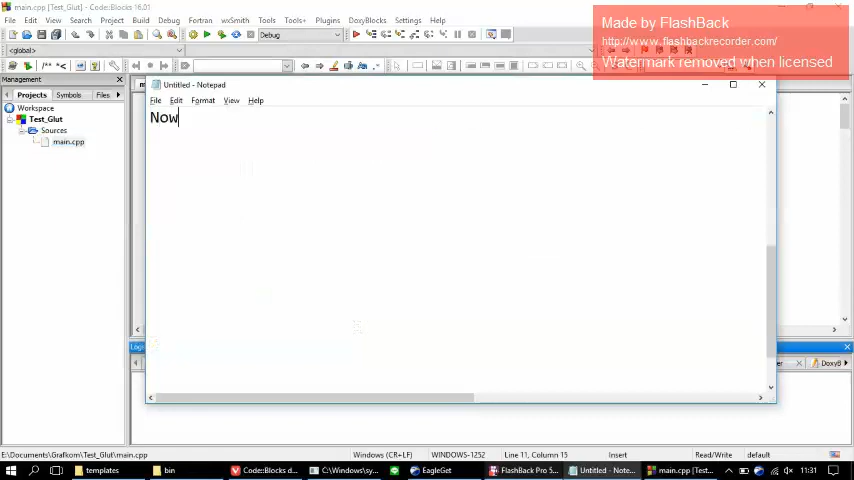 main.cpp [Test_Glut] - Code::Blocks 16.01
Made by FlashBack
http://www.flashbackrecorder.com/
Watermark removed when licensed
File Edit View Search Project Build Debug Fortran wxSmith Tools Tools+ Plugins DoxyBlocks Settings Help
Debug
<global>
Management
Projects Symbols Files
Workspace
Test_Glut
Sources
main.cpp
Untitled - Notepad
File Edit Format View Help
Now
DoxyB
E:\Documents\Grafkom\Test_Glut\main.cpp Windows (CR+LF) WINDOWS-1252 Line 11, Column 15 Insert Read/Write default
templates bin Code::Blocks d... C:\Windows\sy... EagleGet FlashBack Pro 5... Untitled - Note... main.cpp [Test... 11:31